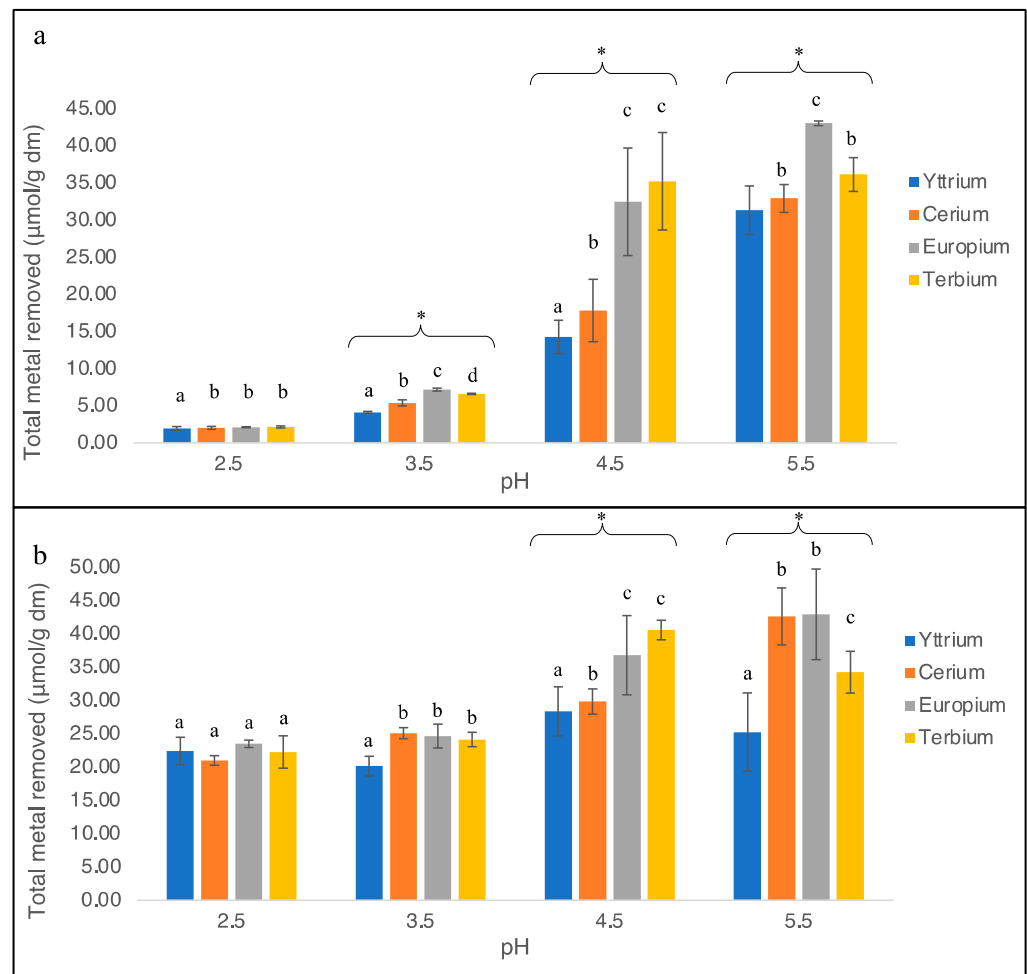 a
Total metal removed (µmol/g dm)
45.00
40.00
35.00
30.00
25.00
20.00
15.00
10.00
5.00
0.00
* * *
a b b b
a b c d
a b c c
b c b
2.5 3.5 4.5 5.5
pH
Yttrium
Cerium
Europium
Terbium
b
Total metal removed (µmol/g dm)
50.00
45.00
40.00
35.00
30.00
25.00
20.00
15.00
10.00
5.00
0.00
* *
a a a a
a b b b
a b c c
a b b c
2.5 3.5 4.5 5.5
pH
Yttrium
Cerium
Europium
Terbium